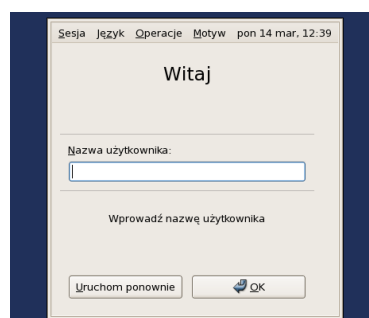 Sesja Język Operacje Motyw pon 14 mar, 12:39
Witaj
Nazwa użytkownika:
Wprowadź nazwę użytkownika
Uruchom ponownie OK